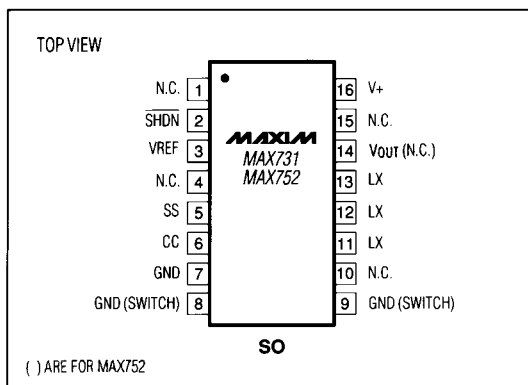 TOP VIEW
N.C. 1
SHDN 2
VREF 3
N.C. 4
SS 5
CC 6
GND 7
GND (SWITCH) 8
MAXIM
MAX731
MAX752
16 V+
15 N.C.
14 VOUT (N.C.)
13 LX
12 LX
11 LX
10 N.C.
9 GND (SWITCH)
SO
( ) ARE FOR MAX752